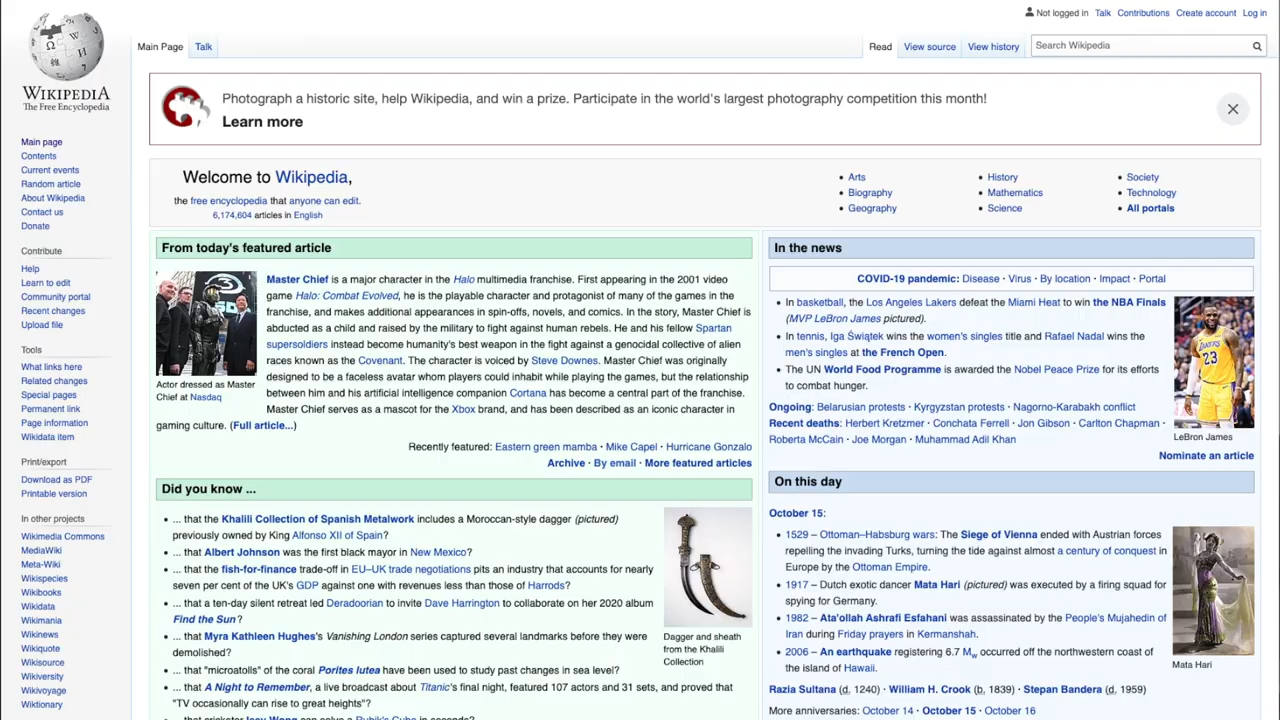 Not logged in Talk Contributions Create account Log in
Main Page Talk Read View source View history Search Wikipedia
WIKIPEDIA
The Free Encyclopedia
Main page
Contents
Current events
Random article
About Wikipedia
Contact us
Donate
Contribute
Help
Learn to edit
Community portal
Recent changes
Upload file
Tools
What links here
Related changes
Special pages
Permanent link
Page information
Wikidata item
Print/export
Download as PDF
Printable version
In other projects
Wikimedia Commons
MediaWiki
Meta-Wiki
Wikispecies
Wikibooks
Wikidata
Wikimania
Wikinews
Wikiquote
Wikisource
Wikiversity
Wikivoyage
Wiktionary
Photograph a historic site, help Wikipedia, and win a prize. Participate in the world's largest photography competition this month!
Learn more
Welcome to Wikipedia,
the free encyclopedia that anyone can edit.
6,174,604 articles in English
• Arts
• Biography
• Geography
• History
• Mathematics
• Science
• Society
• Technology
• All portals
From today's featured article
Actor dressed as Master
Chief at Nasdaq
Master Chief is a major character in the Halo multimedia franchise. First appearing in the 2001 video
game Halo: Combat Evolved, he is the playable character and protagonist of many of the games in the
franchise, and makes additional appearances in spin-offs, novels, and comics. In the story, Master Chief is
abducted as a child and raised by the military to fight against human rebels. He and his fellow Spartan
supersoldiers instead become humanity's best weapon in the fight against a genocidal collective of alien
races known as the Covenant. The character is voiced by Steve Downes. Master Chief was originally
designed to be a faceless avatar whom players could inhabit while playing the games, but the relationship
between him and his artificial intelligence companion Cortana has become a central part of the franchise.
Master Chief serves as a mascot for the Xbox brand, and has been described as an iconic character in
gaming culture. (Full article...)
Recently featured: Eastern green mamba · Mike Capel · Hurricane Gonzalo
Archive · By email · More featured articles
Did you know ...
• ... that the Khalili Collection of Spanish Metalwork includes a Moroccan-style dagger (pictured)
previously owned by King Alfonso XII of Spain?
• ... that Albert Johnson was the first black mayor in New Mexico?
• ... that the fish-for-finance trade-off in EU–UK trade negotiations pits an industry that accounts for nearly
seven per cent of the UK's GDP against one with revenues less than those of Harrods?
• ... that a ten-day silent retreat led Deradoorian to invite Dave Harrington to collaborate on her 2020 album
Find the Sun?
• ... that Myra Kathleen Hughes's Vanishing London series captured several landmarks before they were
demolished?
• ... that "microatolls" of the coral Porites lutea have been used to study past changes in sea level?
• ... that A Night to Remember, a live broadcast about Titanic's final night, featured 107 actors and 31 sets, and proved that
"TV occasionally can rise to great heights"?
• ... that cricketer Issy Wong can solve a Rubik's Cube in seconds?
Dagger and sheath
from the Khalili
Collection
In the news
COVID-19 pandemic: Disease · Virus · By location · Impact · Portal
• In basketball, the Los Angeles Lakers defeat the Miami Heat to win the NBA Finals
(MVP LeBron James pictured).
• In tennis, Iga Świątek wins the women's singles title and Rafael Nadal wins the
men's singles at the French Open.
• The UN World Food Programme is awarded the Nobel Peace Prize for its efforts
to combat hunger.
LAKERS
23
LeBron James
Ongoing: Belarusian protests · Kyrgyzstan protests · Nagorno-Karabakh conflict
Recent deaths: Herbert Kretzmer · Conchata Ferrell · Jon Gibson · Carlton Chapman ·
Roberta McCain · Joe Morgan · Muhammad Adil Khan
Nominate an article
On this day
October 15:
• 1529 – Ottoman–Habsburg wars: The Siege of Vienna ended with Austrian forces
repelling the invading Turks, turning the tide against almost a century of conquest in
Europe by the Ottoman Empire.
• 1917 – Dutch exotic dancer Mata Hari (pictured) was executed by a firing squad for
spying for Germany.
• 1982 – Ata'ollah Ashrafi Esfahani was assassinated by the People's Mujahedin of
Iran during Friday prayers in Kermanshah.
• 2006 – An earthquake registering 6.7 Mw occurred off the northwestern coast of
the island of Hawaii.
Mata Hari
Razia Sultana (d. 1240) · William H. Crook (b. 1839) · Stepan Bandera (d. 1959)
More anniversaries: October 14 · October 15 · October 16